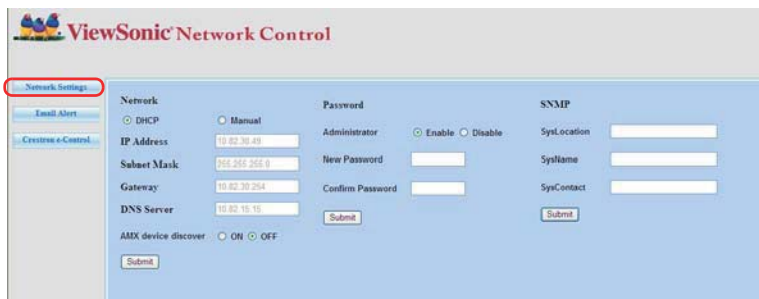 ViewSonic® Network Control
Network Settings
Email Alert
Crestron e-Control
Network
DHCP Manual
IP Address 10.82.30.49
Subnet Mask 255.255.255.0
Gateway 10.82.30.254
DNS Server 10.82.15.15
AMX device discover ON OFF
Submit
Password
Administrator Enable Disable
New Password
Confirm Password
Submit
SNMP
SysLocation
SysName
SysContact
Submit